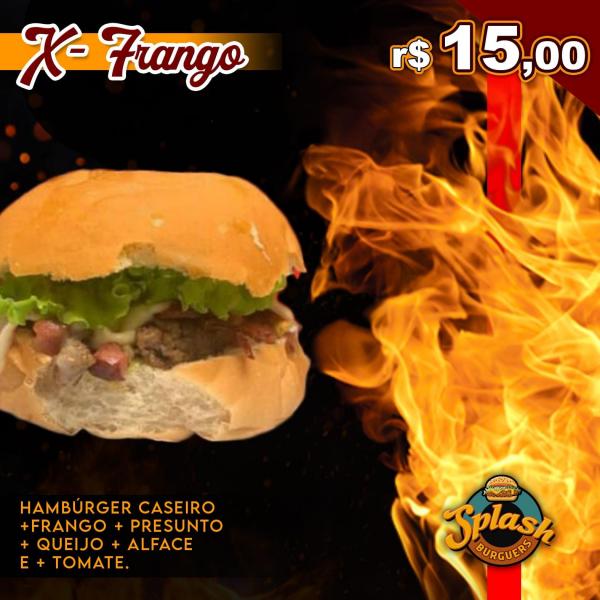 X- Frango
r$ 15,00
HAMBÚRGER CASEIRO
+FRANGO + PRESUNTO
+ QUEIJO + ALFACE
E + TOMATE.
Splash
BURGUERS